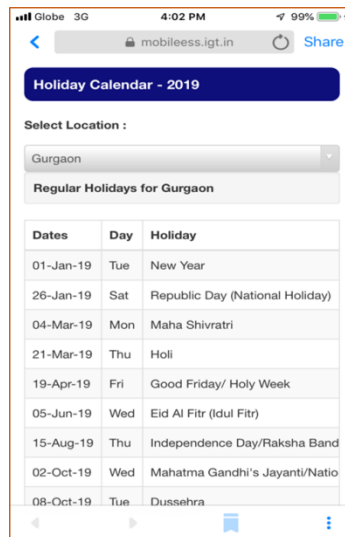 Globe 3G 4:02 PM 99%
mobileess.igt.in Share
Holiday Calendar - 2019
Select Location :
Gurgaon
Regular Holidays for Gurgaon
Dates Day Holiday
01-Jan-19 Tue New Year
26-Jan-19 Sat Republic Day (National Holiday)
04-Mar-19 Mon Maha Shivratri
21-Mar-19 Thu Holi
19-Apr-19 Fri Good Friday/ Holy Week
05-Jun-19 Wed Eid Al Fitr (Idul Fitr)
15-Aug-19 Thu Independence Day/Raksha Band
02-Oct-19 Wed Mahatma Gandhi's Jayanti/Natio
08-Oct-19 Tue Dussehra